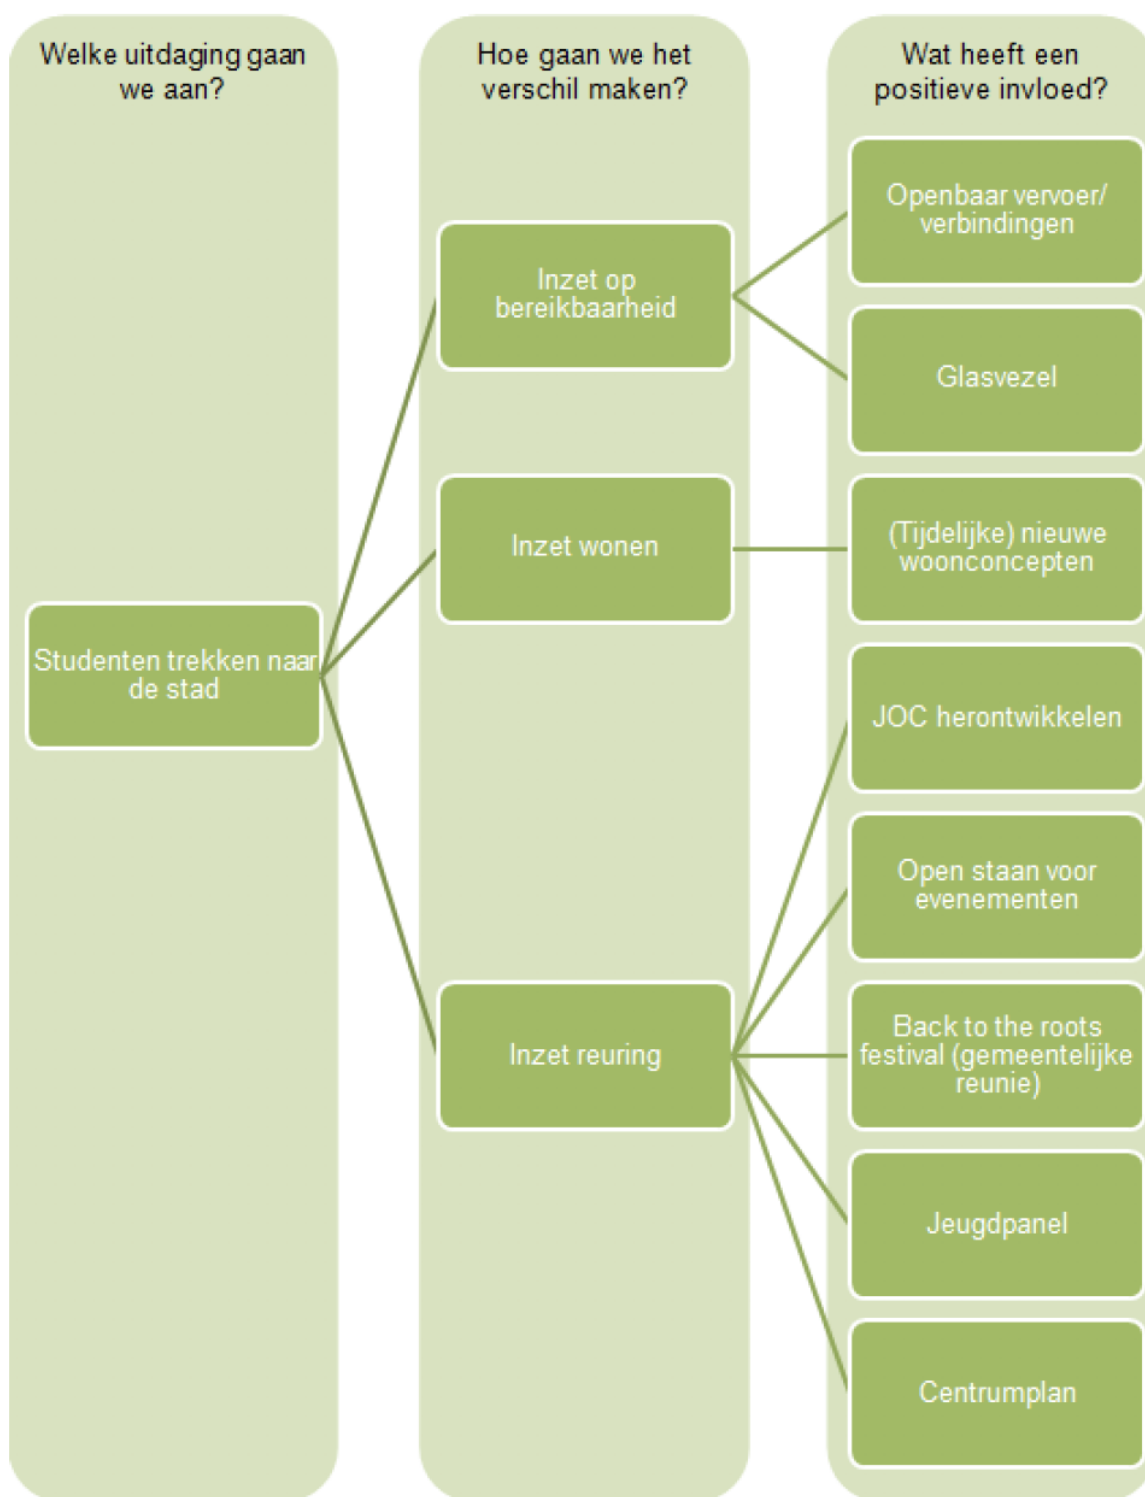 Welke uitdaging gaan
we aan?
Hoe gaan we het
verschil maken?
Wat heeft een
positieve invloed?
Studenten trekken naar
de stad
Inzet op
bereikbaarheid
Inzet wonen
Inzet reuring
Openbaar vervoer/
verbindingen
Glasvezel
(Tijdelijke) nieuwe
woonconcepten
JOC herontwikkelen
Open staan voor
evenementen
Back to the roots
festival (gemeentelijke
reunie)
Jeugdpanel
Centrumplan